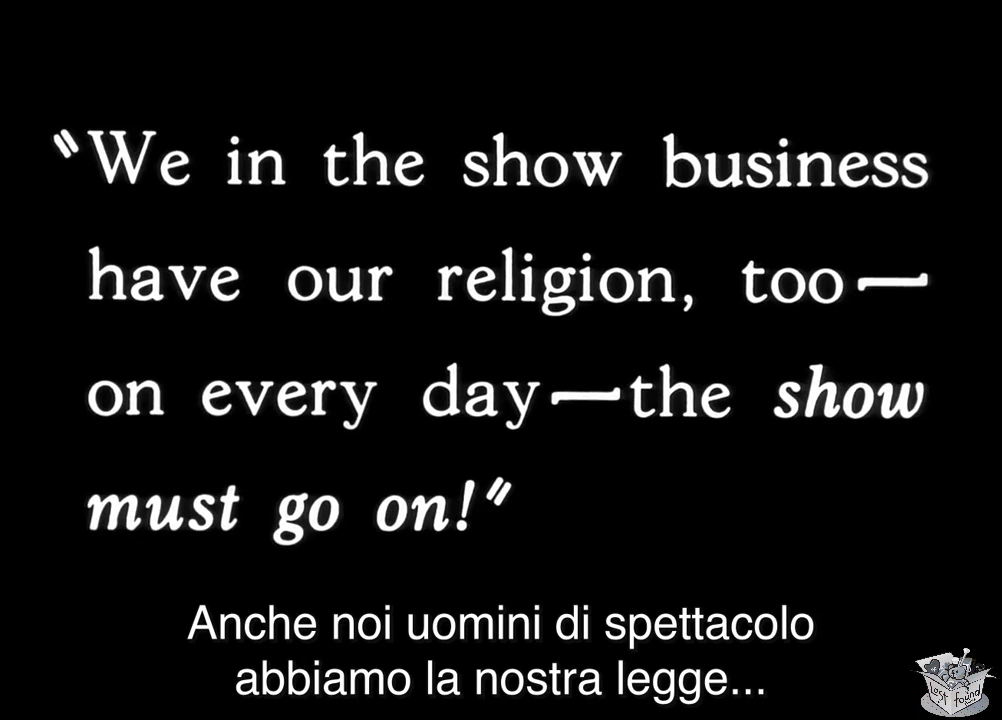 "We in the show business
have our religion, too—
on every day—the show
must go on!"
Anche noi uomini di spettacolo
abbiamo la nostra legge...
Lost found